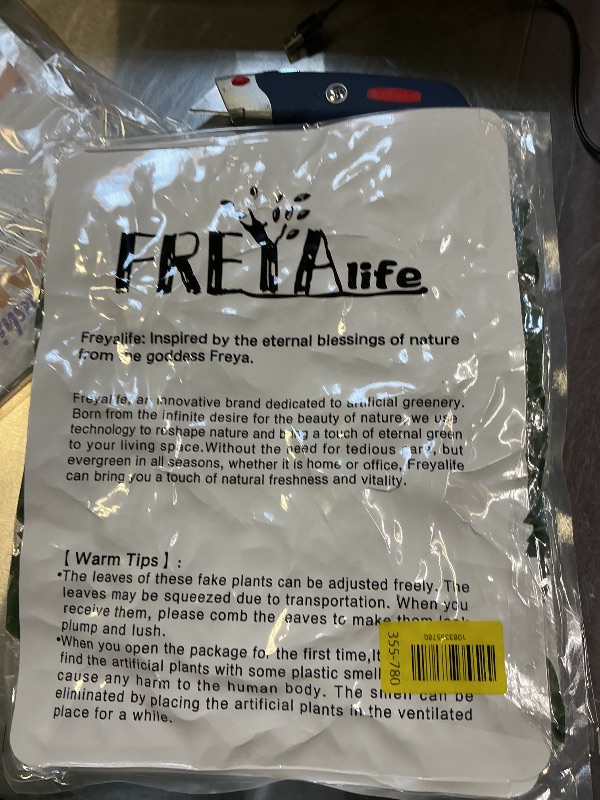 FREYA life
Freyalife: Inspired by the eternal blessings of nature
from the goddess Freya.
Freyalife, an innovative brand dedicated to artificial greenery.
Born from the infinite desire for the beauty of nature, we use
technology to reshape nature and bring a touch of eternal green
to your living space.Without the need for tedious care, but
evergreen in all seasons, whether it is home or office, Freyalife
can bring you a touch of natural freshness and vitality.
【 Warm Tips 】 :
•The leaves of these fake plants can be adjusted freely. The
leaves may be squeezed due to transportation. When you
receive them, please comb the leaves to make them look
plump and lush.
•When you open the package for the first time,It
find the artificial plants with some plastic smell
cause any harm to the human body. The smell can be
elininated by placing the artificial plants in the ventilated
place for a while.
355-780